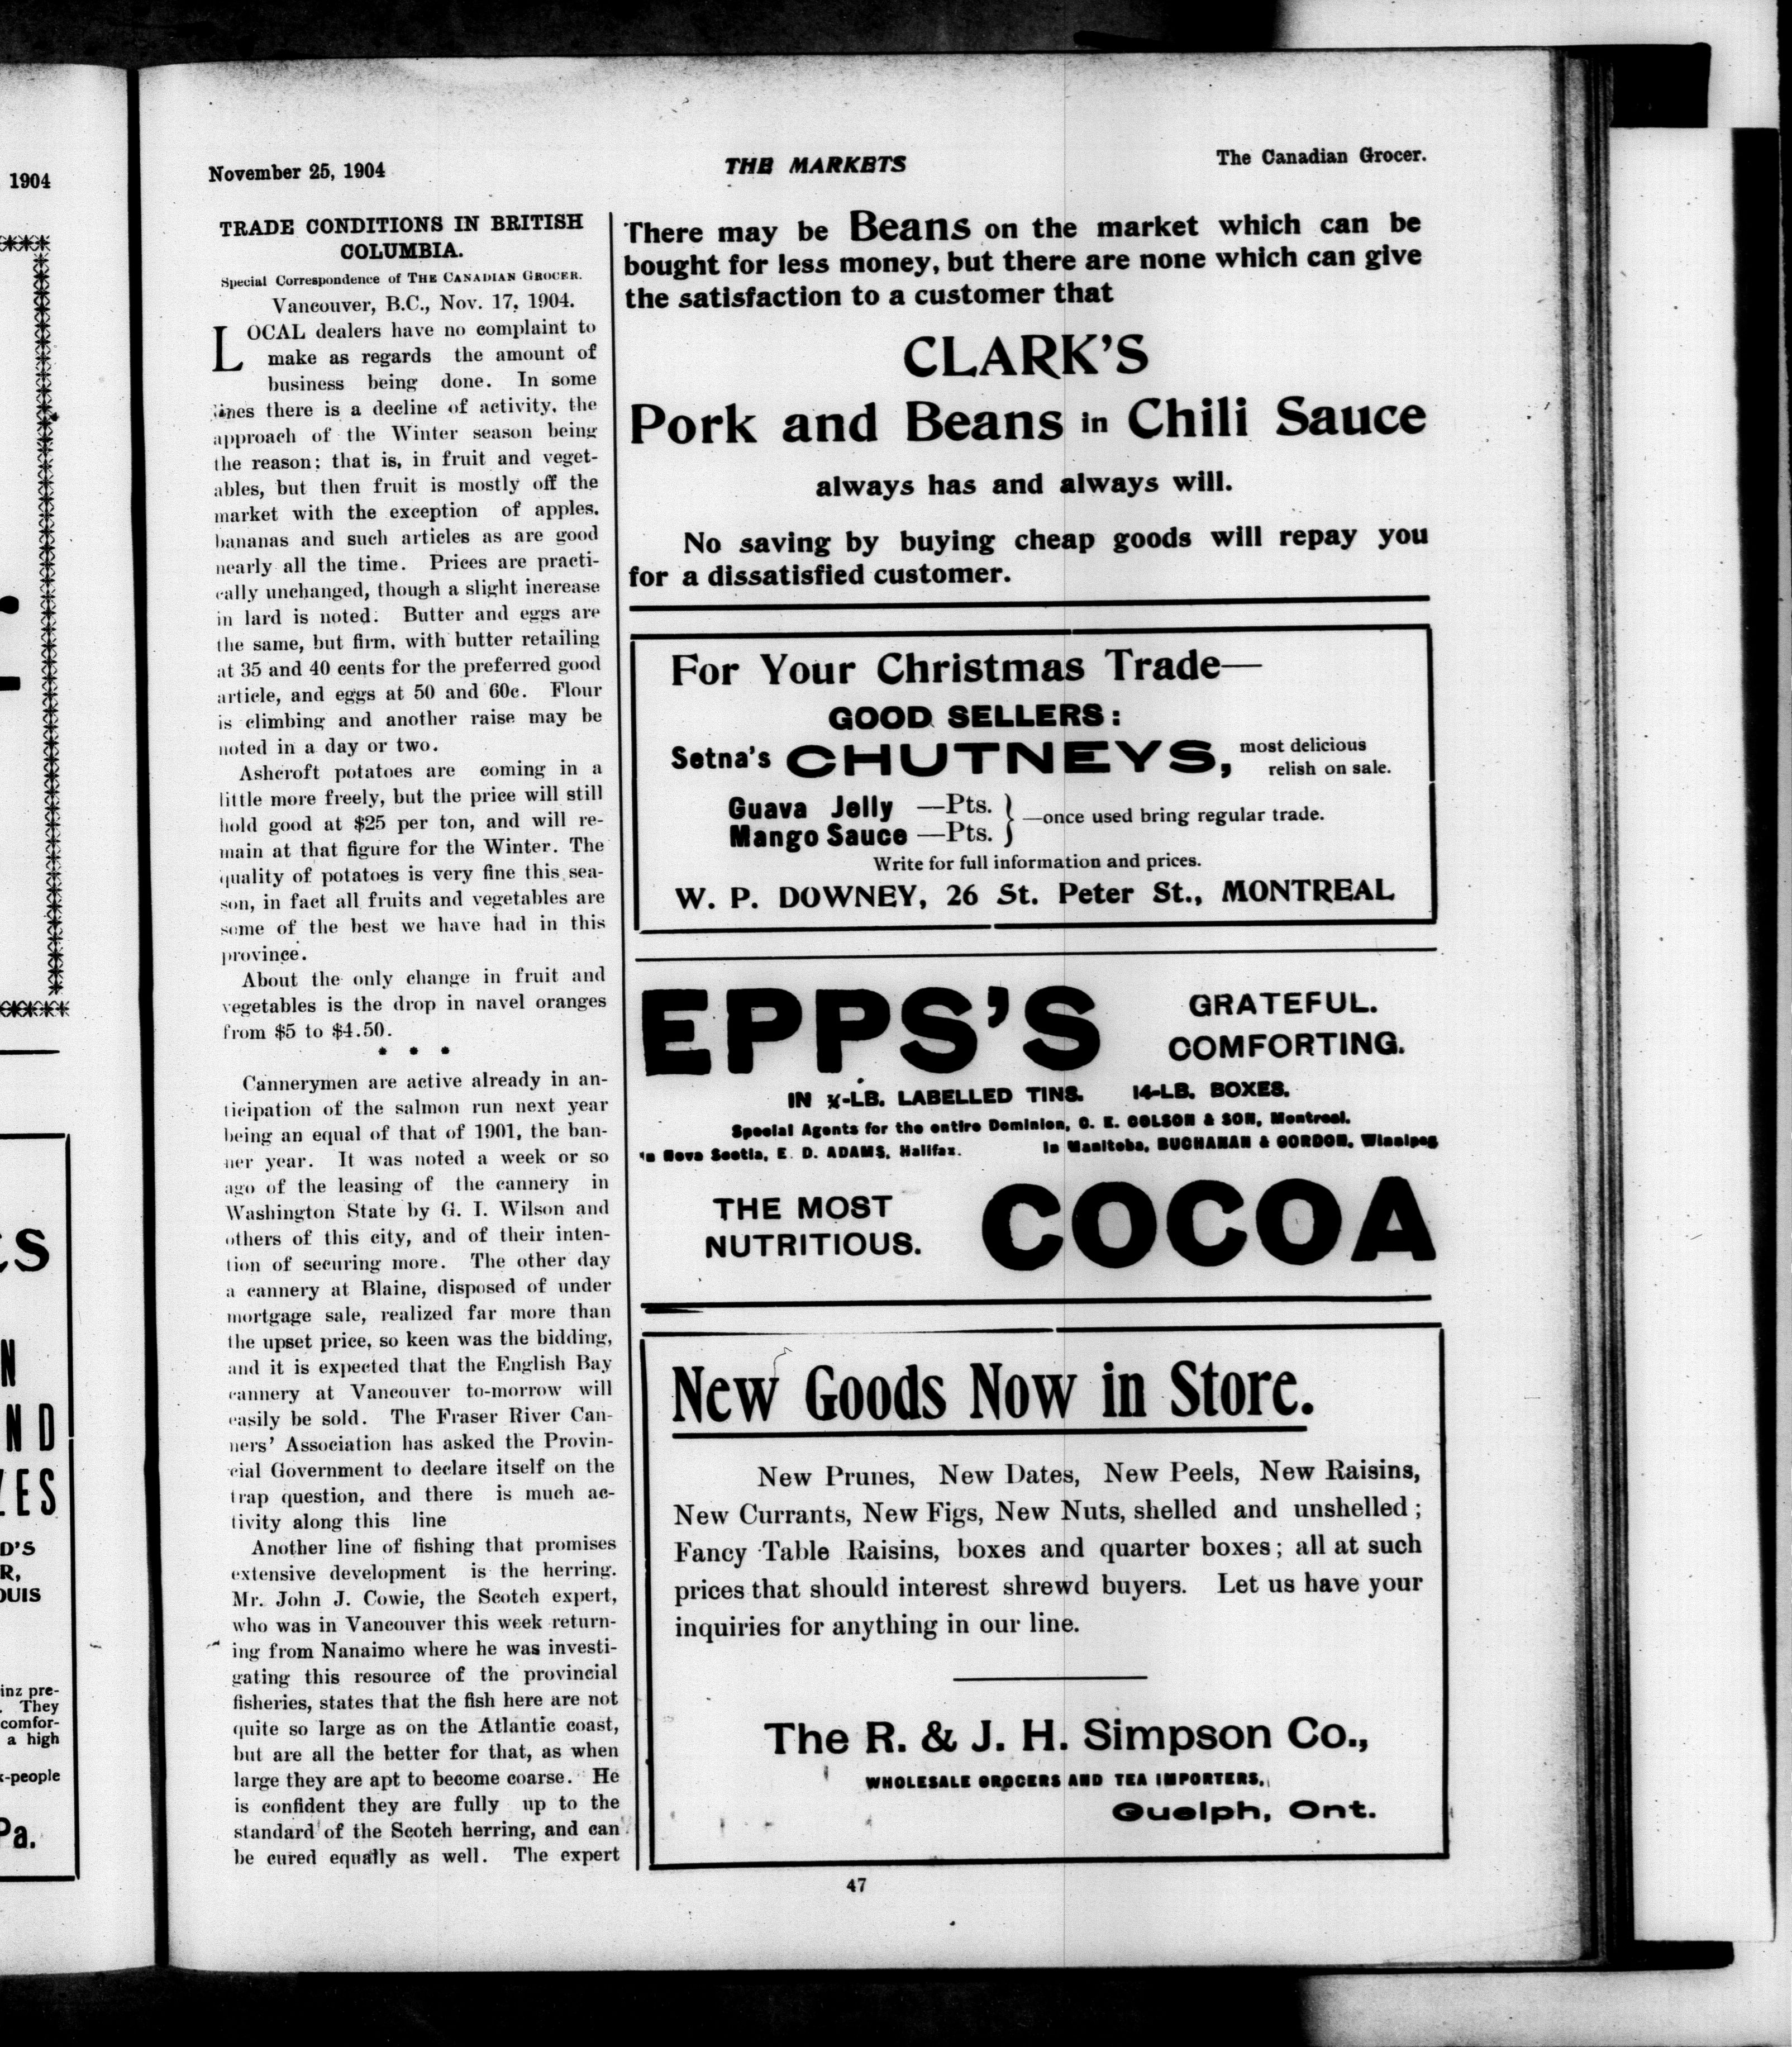 1904
inz pre-
. They
comfor-
a high
-people
Pa.
November 25, 1904
THE MARKETS
The Canadian Grocer.
TRADE CONDITIONS IN BRITISH
COLUMBIA.
Special Correspondence of THE CANADIAN GROCER.
Vancouver, B.C., Nov. 17, 1904.
LOCAL dealers have no complaint to
make as regards the amount of
business being done. In some
lines there is a decline of activity, the
approach of the Winter season being
the reason; that is, in fruit and veget-
ables, but then fruit is mostly off the
market with the exception of apples,
bananas and such articles as are good
nearly all the time. Prices are practi-
cally unchanged, though a slight increase
in lard is noted. Butter and eggs are
the same, but firm, with butter retailing
at 35 and 40 cents for the preferred good
article, and eggs at 50 and 60c. Flour
is climbing and another raise may be
noted in a day or two.
Ashcroft potatoes are coming in a
little more freely, but the price will still
hold good at $25 per ton, and will re-
main at that figure for the Winter. The
quality of potatoes is very fine this sea-
son, in fact all fruits and vegetables are
some of the best we have had in this
province.
About the only change in fruit and
vegetables is the drop in navel oranges
from $5 to $4.50.
* * *
Cannerymen are active already in an-
ticipation of the salmon run next year
being an equal of that of 1901, the ban-
ner year. It was noted a week or so
ago of the leasing of the cannery in
Washington State by G. I. Wilson and
others of this city, and of their inten-
tion of securing more. The other day
a cannery at Blaine, disposed of under
mortgage sale, realized far more than
the upset price, so keen was the bidding,
and it is expected that the English Bay
cannery at Vancouver to-morrow will
easily be sold. The Fraser River Can-
ners' Association has asked the Provin-
cial Government to declare itself on the
trap question, and there is much ac-
tivity along this line
Another line of fishing that promises
extensive development is the herring.
Mr. John J. Cowie, the Scotch expert,
who was in Vancouver this week return-
ing from Nanaimo where he was investi-
gating this resource of the provincial
fisheries, states that the fish here are not
quite so large as on the Atlantic coast,
but are all the better for that, as when
large they are apt to become coarse. He
is confident they are fully up to the
standard of the Scotch herring, and can
be cured equally as well. The expert
There may be Beans on the market which can be
bought for less money, but there are none which can give
the satisfaction to a customer that
CLARK'S
Pork and Beans in Chili Sauce
always has and always will.
No saving by buying cheap goods will repay you
for a dissatisfied customer.
For Your Christmas Trade—
GOOD SELLERS:
Setna's CHUTNEYS, most delicious
relish on sale.
Guava Jelly —Pts.
Mango Sauce —Pts. } —once used bring regular trade.
Write for full information and prices.
W. P. DOWNEY, 26 St. Peter St., MONTREAL
EPPS'S GRATEFUL.
COMFORTING.
IN ¼-LB. LABELLED TINS. 14-LB. BOXES.
Special Agents for the entire Dominion, C. E. COLSON & SON, Montreal.
In Nova Scotia, E. D. ADAMS, Halifax. In Manitoba, BUCHANAN & GORDON, Winnipeg
THE MOST
NUTRITIOUS. COCOA
New Goods Now in Store.
New Prunes, New Dates, New Peels, New Raisins,
New Currants, New Figs, New Nuts, shelled and unshelled;
Fancy Table Raisins, boxes and quarter boxes; all at such
prices that should interest shrewd buyers. Let us have your
inquiries for anything in our line.
The R. & J. H. Simpson Co.,
WHOLESALE GROCERS AND TEA IMPORTERS,
Guelph, Ont.
47